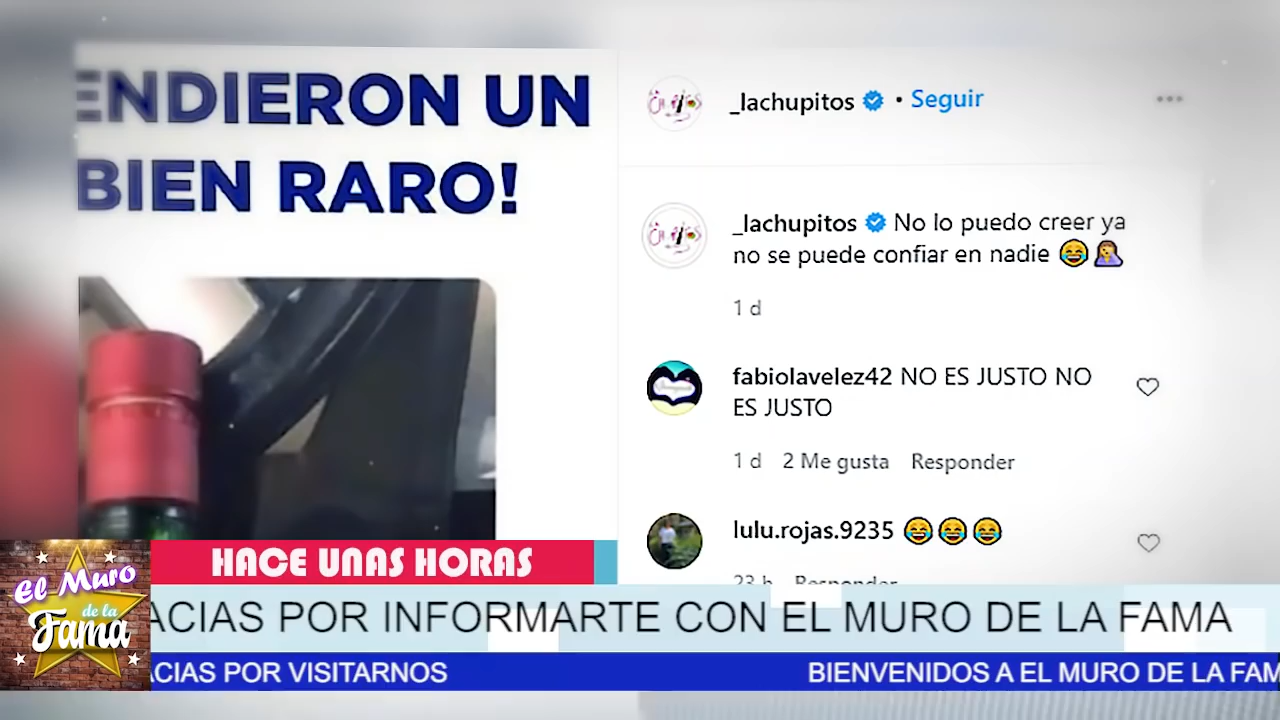 ENDIERON UN
BIEN RARO!
_lachupitos • Seguir
_lachupitos No lo puedo creer ya
no se puede confiar en nadie 😂🤦‍♀️
1 d
fabiolavelez42 NO ES JUSTO NO
ES JUSTO
1 d 2 Me gusta Responder
lulu.rojas.9235 😂😂😂
23 h Responder
HACE UNAS HORAS
El Muro
de la
Fama
ACIAS POR INFORMARTE CON EL MURO DE LA FAMA
ACIAS POR VISITARNOS BIENVENIDOS A EL MURO DE LA FAM